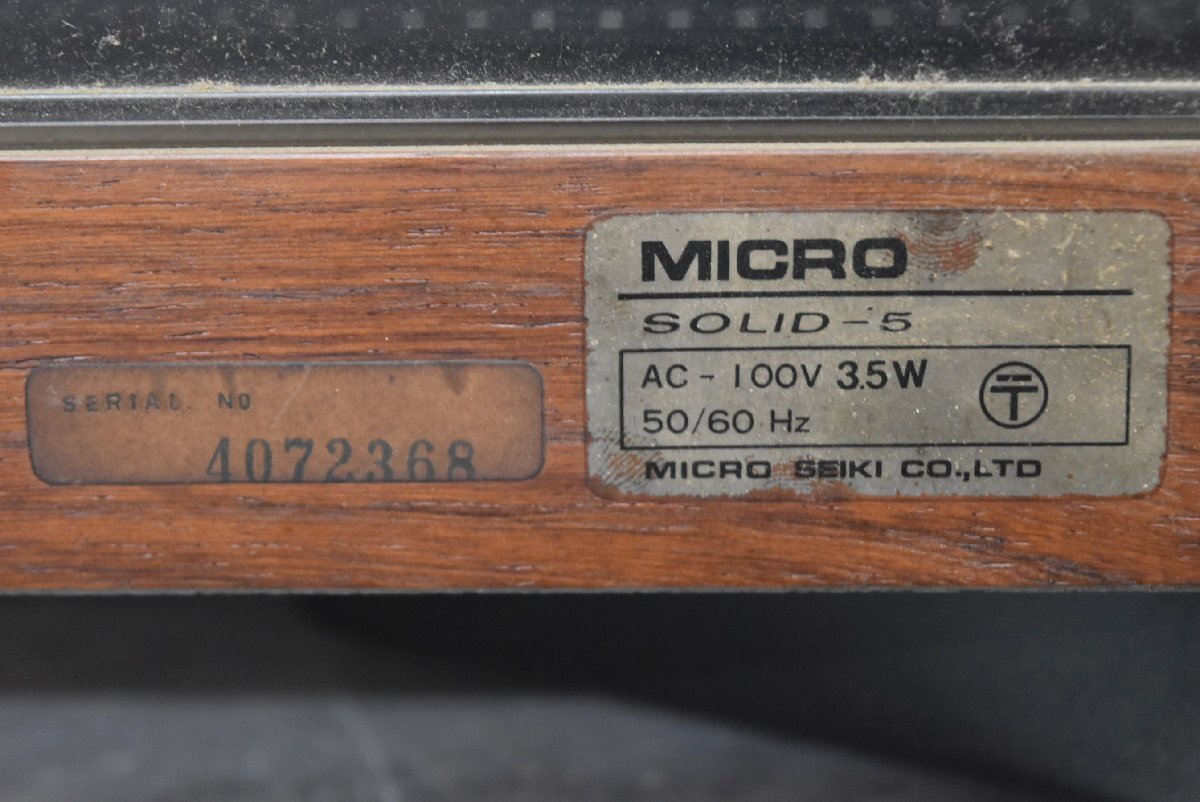 SERIAL NO
4072368
MICRO
SOLID-5
AC-100V 3.5W
50/60 Hz
〒
MICRO SEIKI CO.,LTD